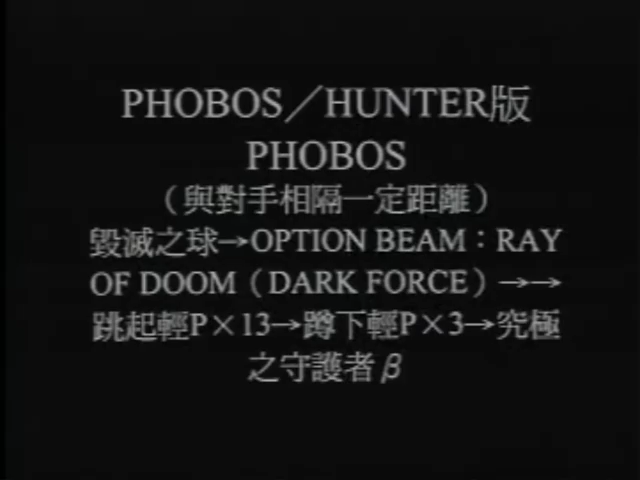 PHOBOS／HUNTER版
PHOBOS
（與對手相隔一定距離）
毀滅之球→OPTION BEAM：RAY
OF DOOM（DARK FORCE）→→
跳起輕P×13→蹲下輕P×3→究極
之守護者β